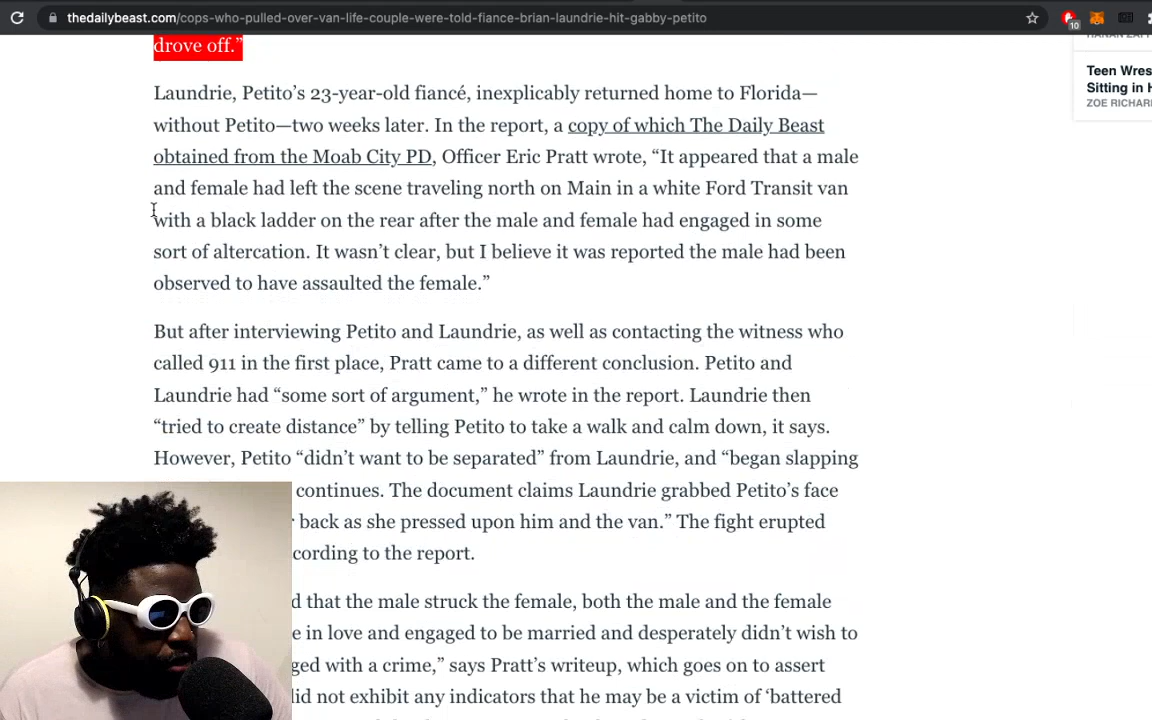 thedailybeast.com/cops-who-pulled-over-van-life-couple-were-told-fiance-brian-laundrie-hit-gabby-petito
10
drove off.”
Laundrie, Petito’s 23-year-old fiancé, inexplicably returned home to Florida—
without Petito—two weeks later. In the report, a copy of which The Daily Beast
obtained from the Moab City PD, Officer Eric Pratt wrote, “It appeared that a male
and female had left the scene traveling north on Main in a white Ford Transit van
with a black ladder on the rear after the male and female had engaged in some
sort of altercation. It wasn’t clear, but I believe it was reported the male had been
observed to have assaulted the female.”
But after interviewing Petito and Laundrie, as well as contacting the witness who
called 911 in the first place, Pratt came to a different conclusion. Petito and
Laundrie had “some sort of argument,” he wrote in the report. Laundrie then
“tried to create distance” by telling Petito to take a walk and calm down, it says.
However, Petito “didn’t want to be separated” from Laundrie, and “began slapping
continues. The document claims Laundrie grabbed Petito’s face
back as she pressed upon him and the van.” The fight erupted
cording to the report.
d that the male struck the female, both the male and the female
e in love and engaged to be married and desperately didn’t wish to
ged with a crime,” says Pratt’s writeup, which goes on to assert
lid not exhibit any indicators that he may be a victim of ‘battered
Teen Wres
Sitting in H
ZOE RICHAR